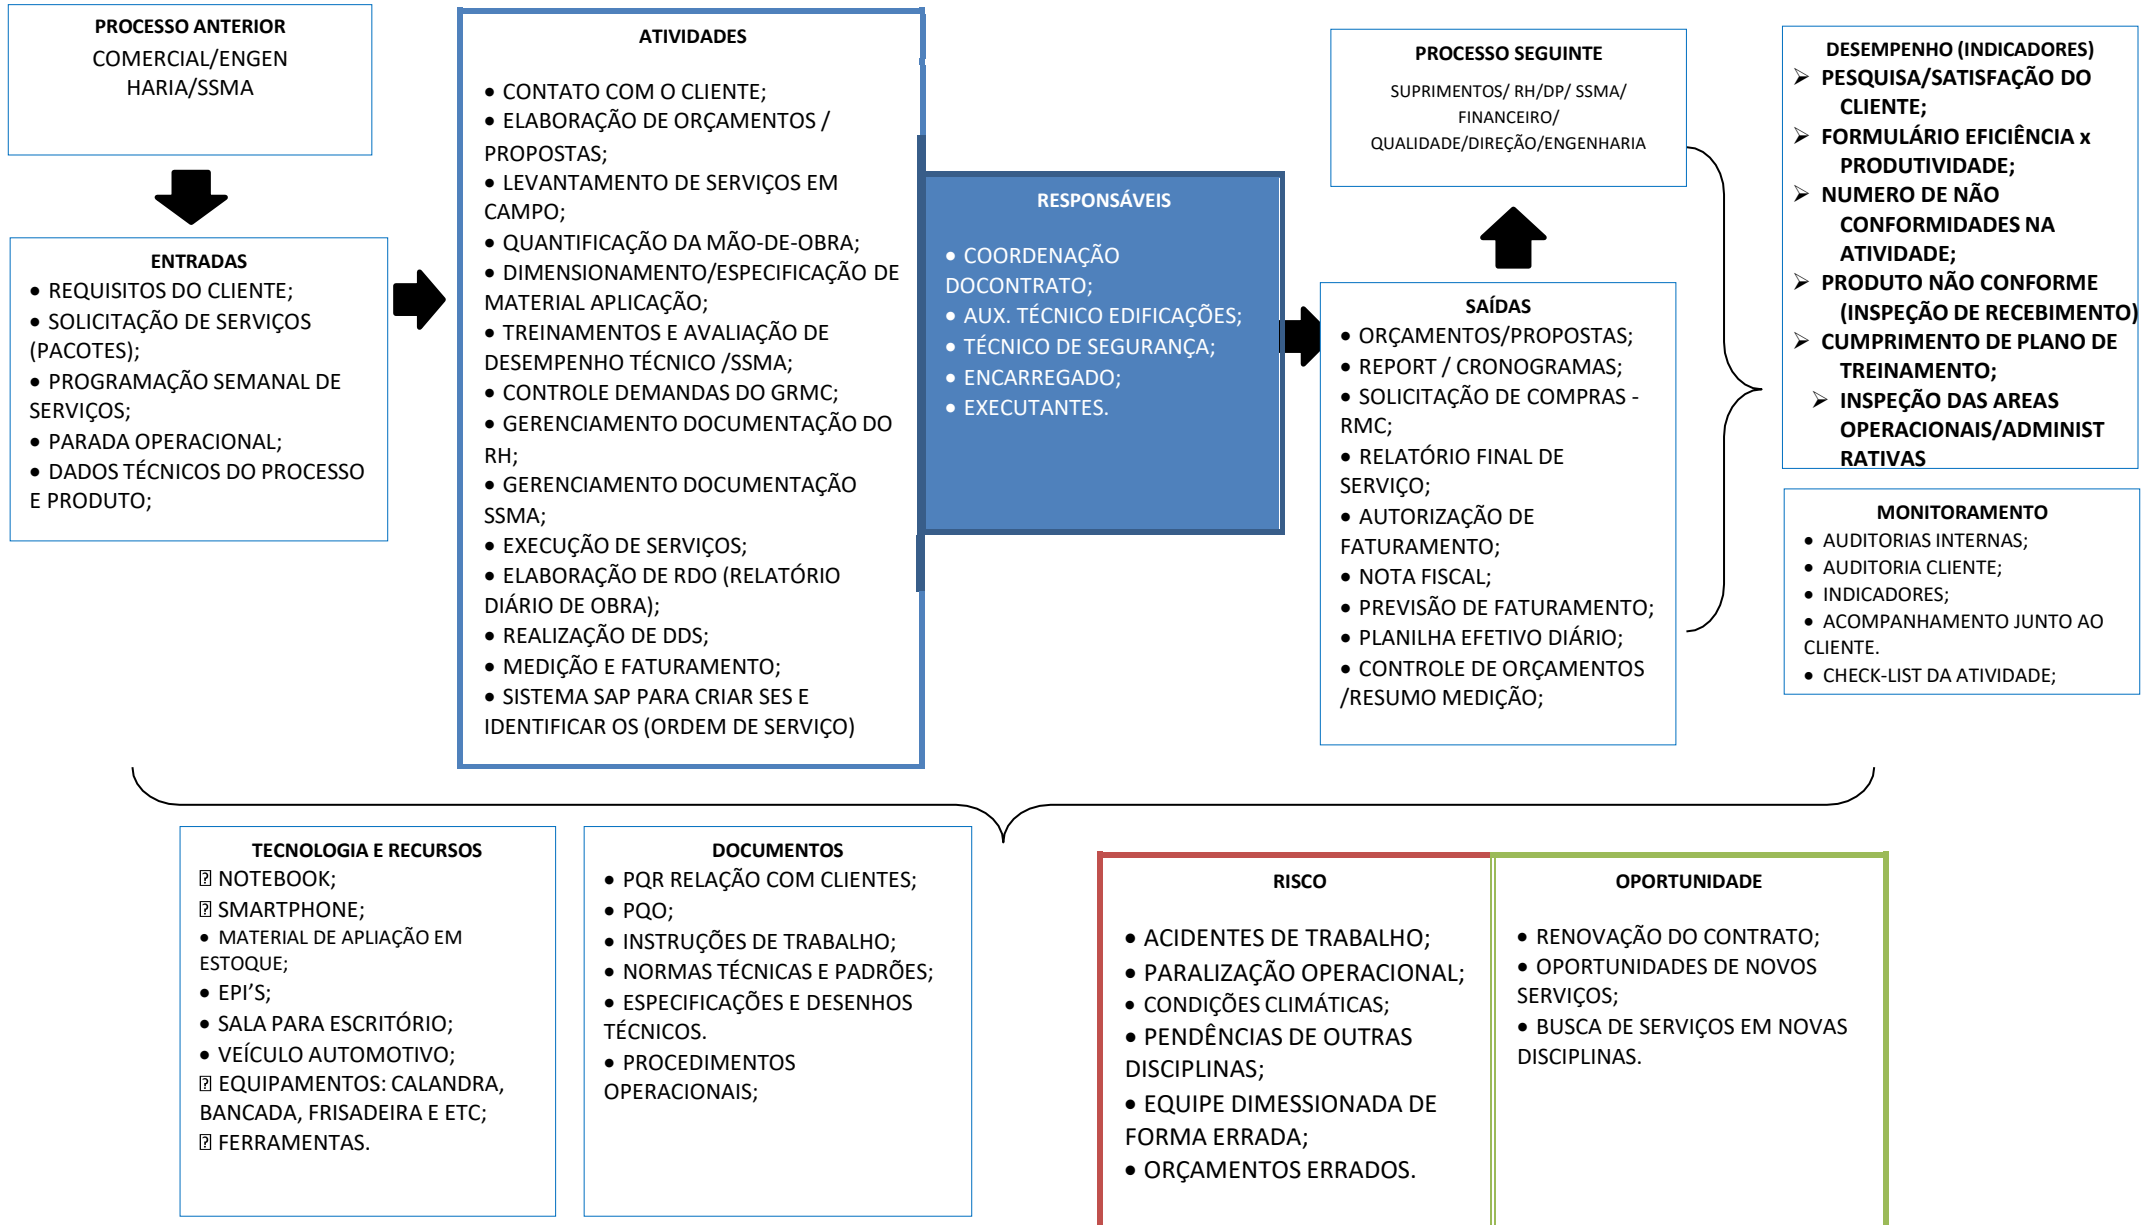 PROCESSO ANTERIOR
COMERCIAL/ENGEN
HARIA/SSMA
ENTRADAS
• REQUISITOS DO CLIENTE;
• SOLICITAÇÃO DE SERVIÇOS
(PACOTES);
• PROGRAMAÇÃO SEMANAL DE
SERVIÇOS;
• PARADA OPERACIONAL;
• DADOS TÉCNICOS DO PROCESSO
E PRODUTO;
ATIVIDADES
• CONTATO COM O CLIENTE;
• ELABORAÇÃO DE ORÇAMENTOS /
PROPOSTAS;
• LEVANTAMENTO DE SERVIÇOS EM
CAMPO;
• QUANTIFICAÇÃO DA MÃO-DE-OBRA;
• DIMENSIONAMENTO/ESPECIFICAÇÃO DE
MATERIAL APLICAÇÃO;
• TREINAMENTOS E AVALIAÇÃO DE
DESEMPENHO TÉCNICO /SSMA;
• CONTROLE DEMANDAS DO GRMC;
• GERENCIAMENTO DOCUMENTAÇÃO DO
RH;
• GERENCIAMENTO DOCUMENTAÇÃO
SSMA;
• EXECUÇÃO DE SERVIÇOS;
• ELABORAÇÃO DE RDO (RELATÓRIO
DIÁRIO DE OBRA);
• REALIZAÇÃO DE DDS;
• MEDIÇÃO E FATURAMENTO;
• SISTEMA SAP PARA CRIAR SES E
IDENTIFICAR OS (ORDEM DE SERVIÇO)
RESPONSÁVEIS
• COORDENAÇÃO
DOCONTRATO;
• AUX. TÉCNICO EDIFICAÇÕES;
• TÉCNICO DE SEGURANÇA;
• ENCARREGADO;
• EXECUTANTES.
PROCESSO SEGUINTE
SUPRIMENTOS/ RH/DP/ SSMA/
FINANCEIRO/
QUALIDADE/DIREÇÃO/ENGENHARIA
SAÍDAS
• ORÇAMENTOS/PROPOSTAS;
• REPORT / CRONOGRAMAS;
• SOLICITAÇÃO DE COMPRAS -
RMC;
• RELATÓRIO FINAL DE
SERVIÇO;
• AUTORIZAÇÃO DE
FATURAMENTO;
• NOTA FISCAL;
• PREVISÃO DE FATURAMENTO;
• PLANILHA EFETIVO DIÁRIO;
• CONTROLE DE ORÇAMENTOS
/RESUMO MEDIÇÃO;
DESEMPENHO (INDICADORES)
➢ PESQUISA/SATISFAÇÃO DO
CLIENTE;
➢ FORMULÁRIO EFICIÊNCIA x
PRODUTIVIDADE;
➢ NUMERO DE NÃO
CONFORMIDADES NA
ATIVIDADE;
➢ PRODUTO NÃO CONFORME
(INSPEÇÃO DE RECEBIMENTO)
➢ CUMPRIMENTO DE PLANO DE
TREINAMENTO;
➢ INSPEÇÃO DAS AREAS
OPERACIONAIS/ADMINIST
RATIVAS
MONITORAMENTO
• AUDITORIAS INTERNAS;
• AUDITORIA CLIENTE;
• INDICADORES;
• ACOMPANHAMENTO JUNTO AO
CLIENTE.
• CHECK-LIST DA ATIVIDADE;
TECNOLOGIA E RECURSOS
⍰ NOTEBOOK;
⍰ SMARTPHONE;
• MATERIAL DE APLIAÇÃO EM
ESTOQUE;
• EPI'S;
• SALA PARA ESCRITÓRIO;
• VEÍCULO AUTOMOTIVO;
⍰ EQUIPAMENTOS: CALANDRA,
BANCADA, FRISADEIRA E ETC;
⍰ FERRAMENTAS.
DOCUMENTOS
• PQR RELAÇÃO COM CLIENTES;
• PQO;
• INSTRUÇÕES DE TRABALHO;
• NORMAS TÉCNICAS E PADRÕES;
• ESPECIFICAÇÕES E DESENHOS
TÉCNICOS.
• PROCEDIMENTOS
OPERACIONAIS;
RISCO
• ACIDENTES DE TRABALHO;
• PARALIZAÇÃO OPERACIONAL;
• CONDIÇÕES CLIMÁTICAS;
• PENDÊNCIAS DE OUTRAS
DISCIPLINAS;
• EQUIPE DIMESSIONADA DE
FORMA ERRADA;
• ORÇAMENTOS ERRADOS.
OPORTUNIDADE
• RENOVAÇÃO DO CONTRATO;
• OPORTUNIDADES DE NOVOS
SERVIÇOS;
• BUSCA DE SERVIÇOS EM NOVAS
DISCIPLINAS.